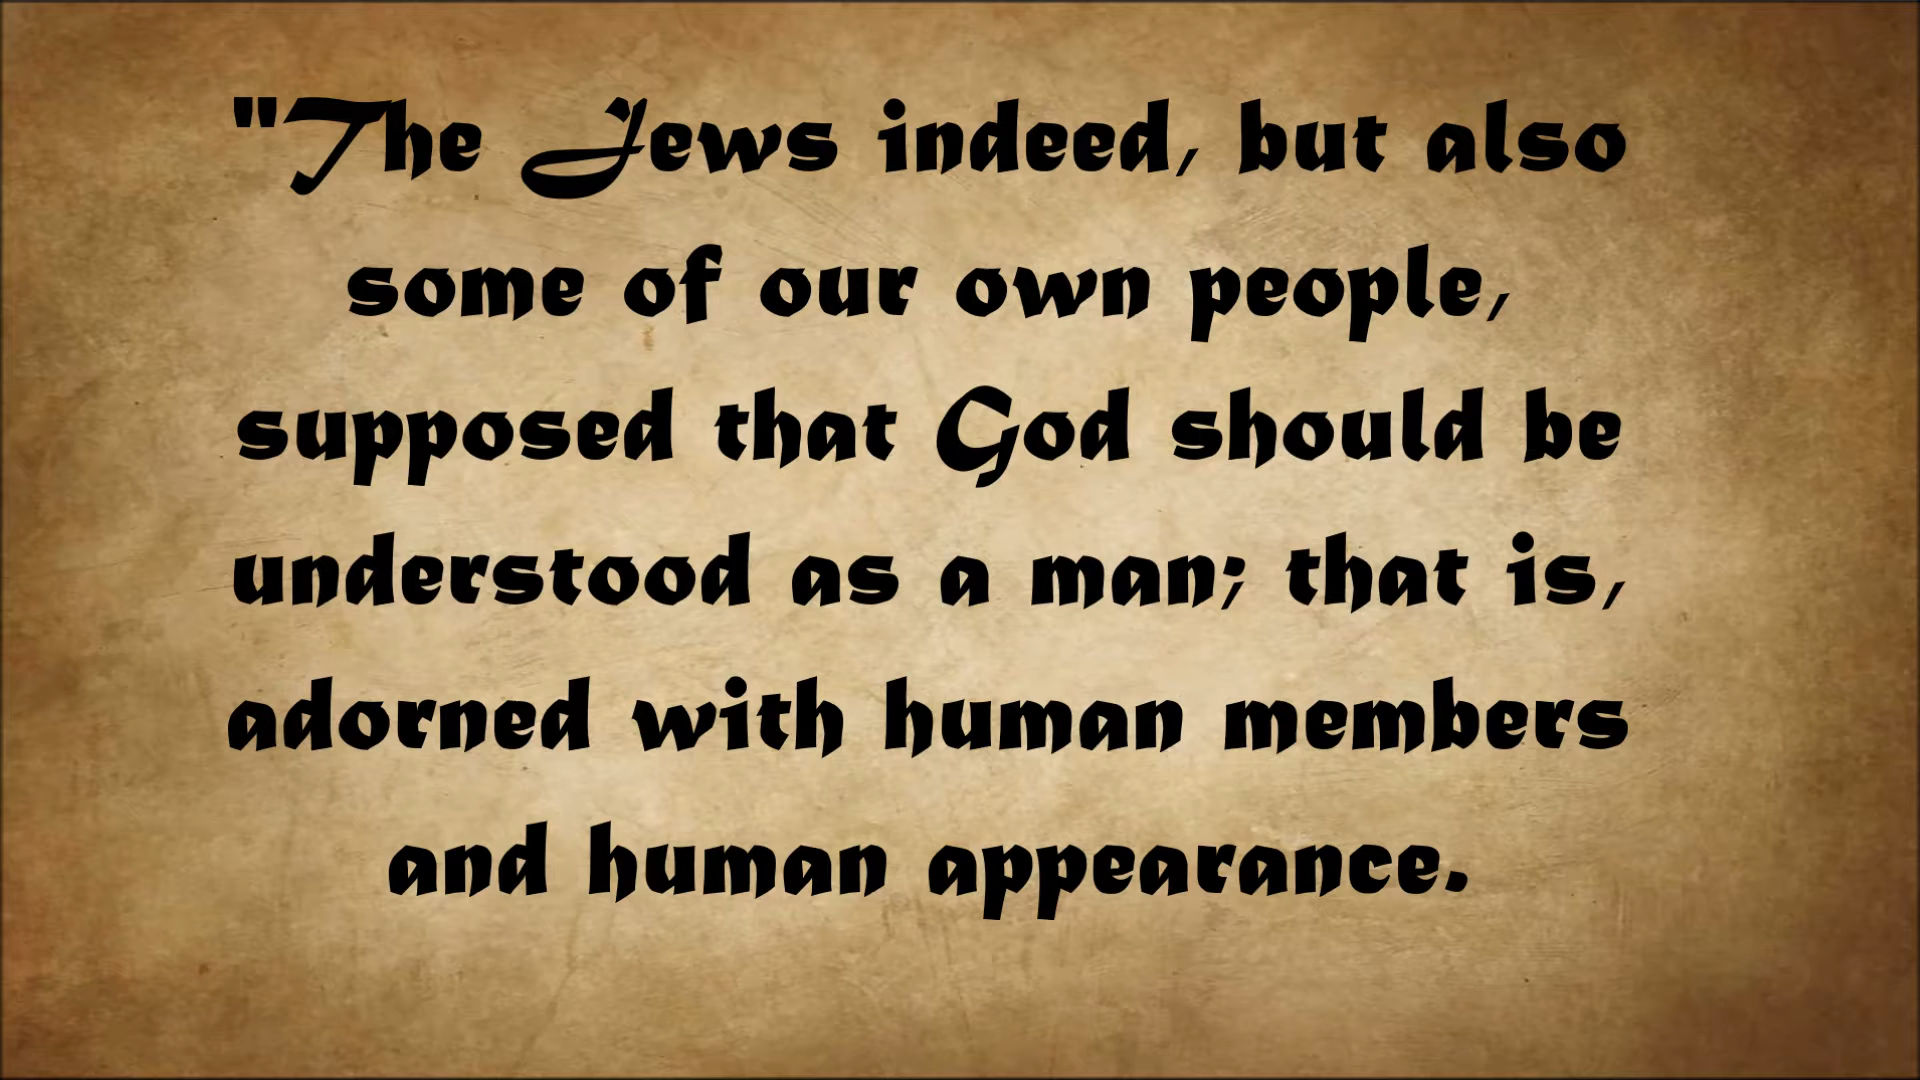 "The Jews indeed, but also
some of our own people,
supposed that God should be
understood as a man; that is,
adorned with human members
and human appearance.